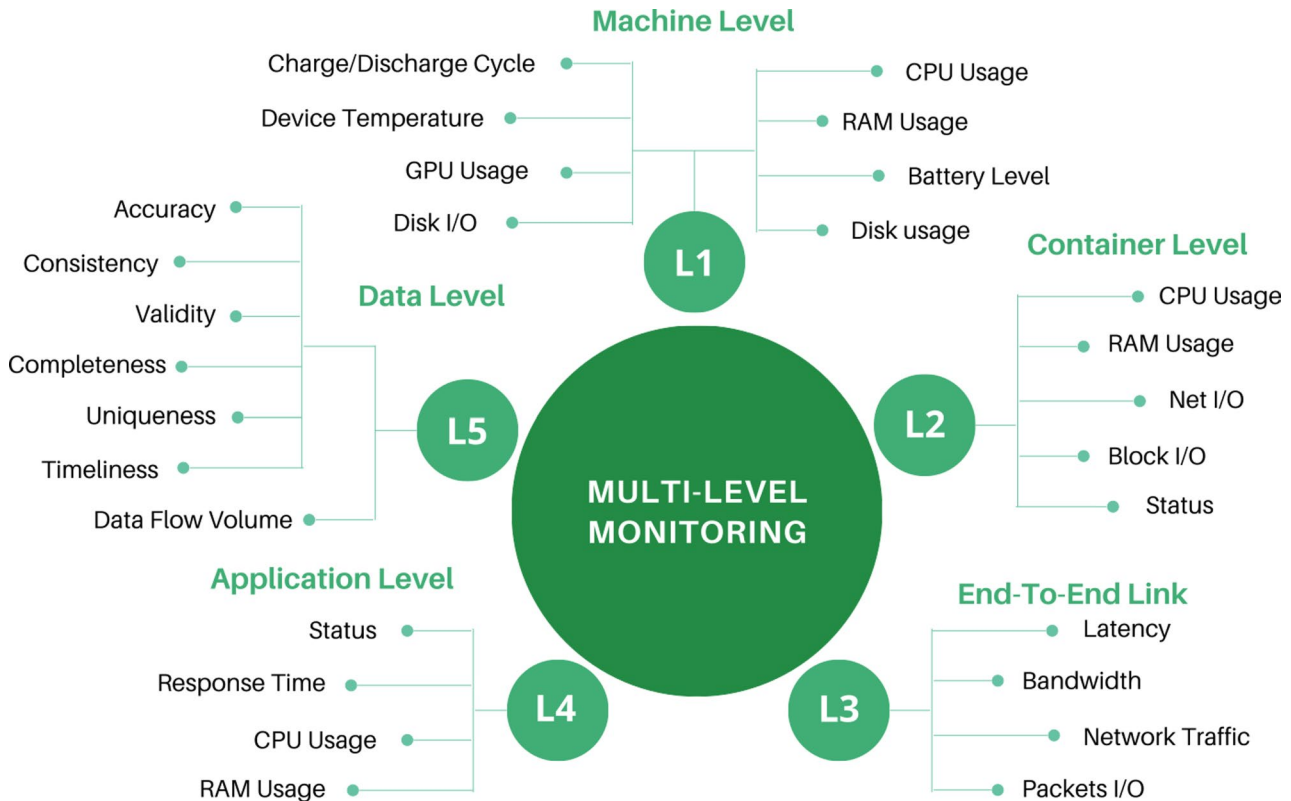 Machine Level
Charge/Discharge Cycle
Device Temperature
GPU Usage
Disk I/O
CPU Usage
RAM Usage
Battery Level
Disk usage
L1
Container Level
CPU Usage
RAM Usage
Net I/O
Block I/O
Status
L2
Data Level
Accuracy
Consistency
Validity
Completeness
Uniqueness
Timeliness
Data Flow Volume
L5
MULTI-LEVEL
MONITORING
Application Level
Status
Response Time
CPU Usage
RAM Usage
L4
End-To-End Link
Latency
Bandwidth
Network Traffic
Packets I/O
L3